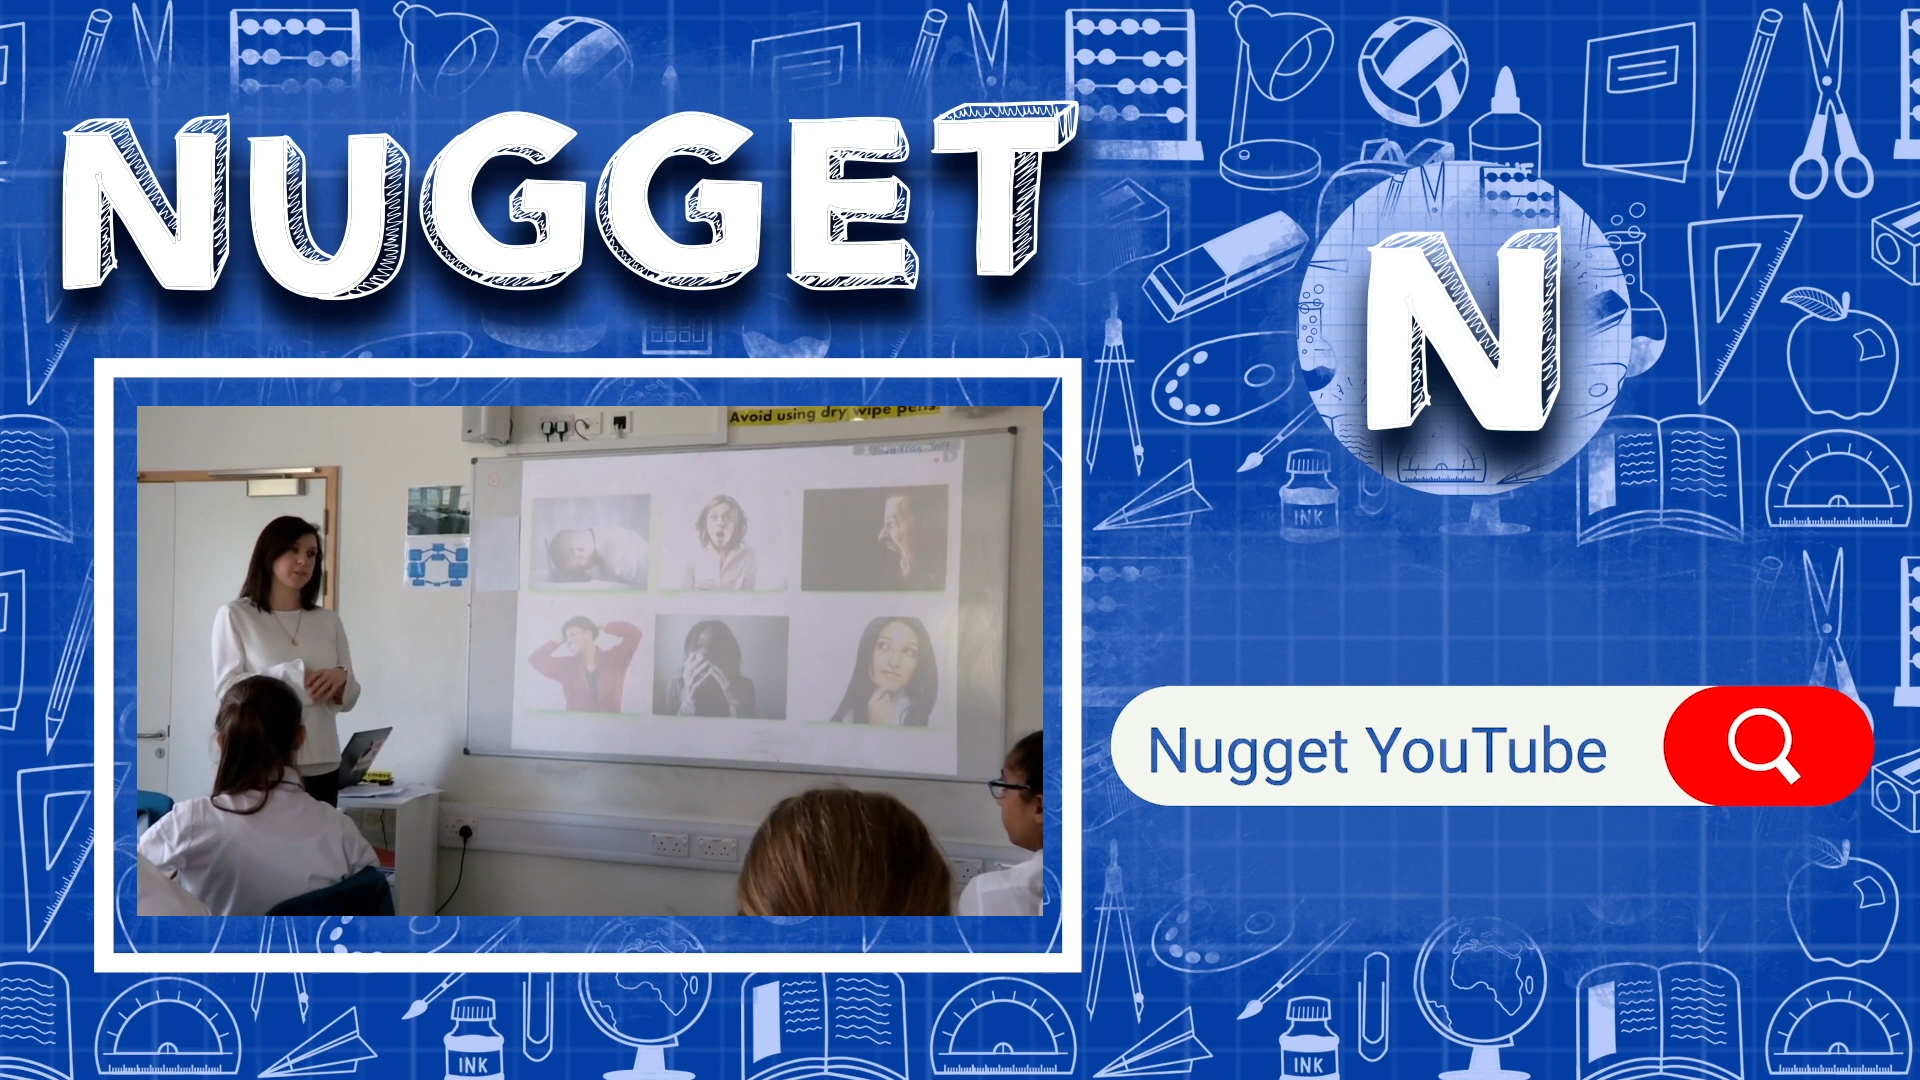 NUGGET
N
Avoid using dry wipe pens.
Nugget YouTube
INK
INK
INK